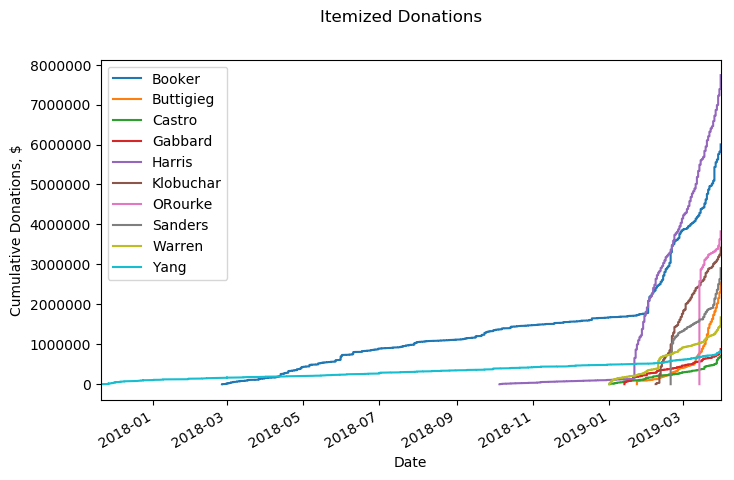 Itemized Donations
Cumulative Donations, $
8000000
7000000
6000000
5000000
4000000
3000000
2000000
1000000
0
Booker
Buttigieg
Castro
Gabbard
Harris
Klobuchar
ORourke
Sanders
Warren
Yang
2018-01
2018-03
2018-05
2018-07
2018-09
2018-11
2019-01
2019-03
Date